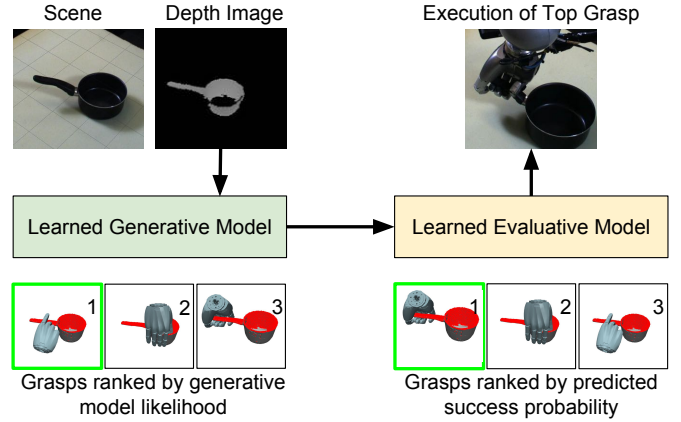 Scene
Depth Image
Execution of Top Grasp
Learned Generative Model
Learned Evaluative Model
1
2
3
Grasps ranked by generative
model likelihood
1
2
3
Grasps ranked by predicted
success probability